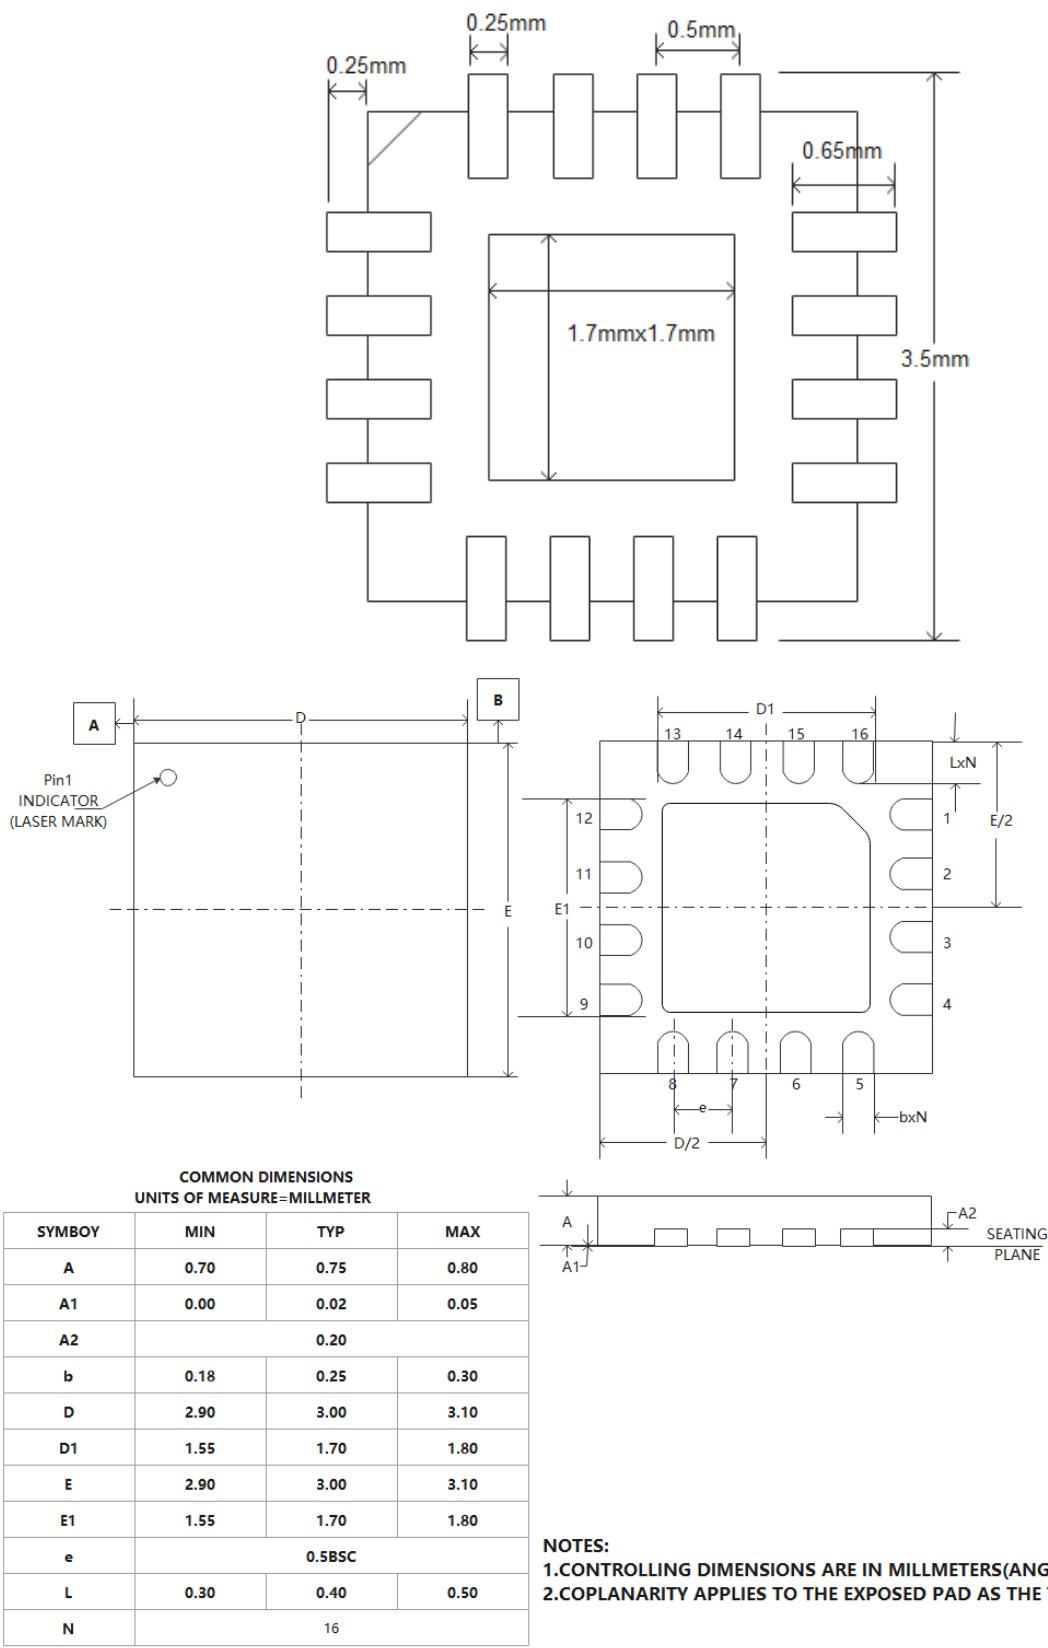 0.25mm
0.5mm
0.25mm
0.65mm
1.7mmx1.7mm
3.5mm
A
D
B
Pin1
INDICATOR
(LASER MARK)
E
D1
13 14 15 16
LxN
E/2
12
11
10
9
E1
1
2
3
4
8 7 6 5
e
bxN
D/2
A
A1
A2
SEATING
PLANE
COMMON DIMENSIONS
UNITS OF MEASURE=MILLMETER
SYMBOY MIN TYP MAX
A 0.70 0.75 0.80
A1 0.00 0.02 0.05
A2 0.20
b 0.18 0.25 0.30
D 2.90 3.00 3.10
D1 1.55 1.70 1.80
E 2.90 3.00 3.10
E1 1.55 1.70 1.80
e 0.5BSC
L 0.30 0.40 0.50
N 16
NOTES:
1.CONTROLLING DIMENSIONS ARE IN MILLMETERS(ANG
2.COPLANARITY APPLIES TO THE EXPOSED PAD AS THE